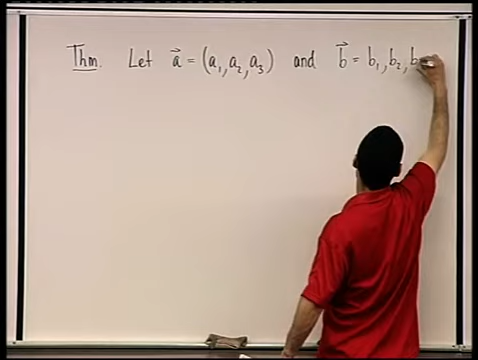 Thm. Let a⃗ = (a₁, a₂, a₃) and b⃗ = b₁, b₂, b